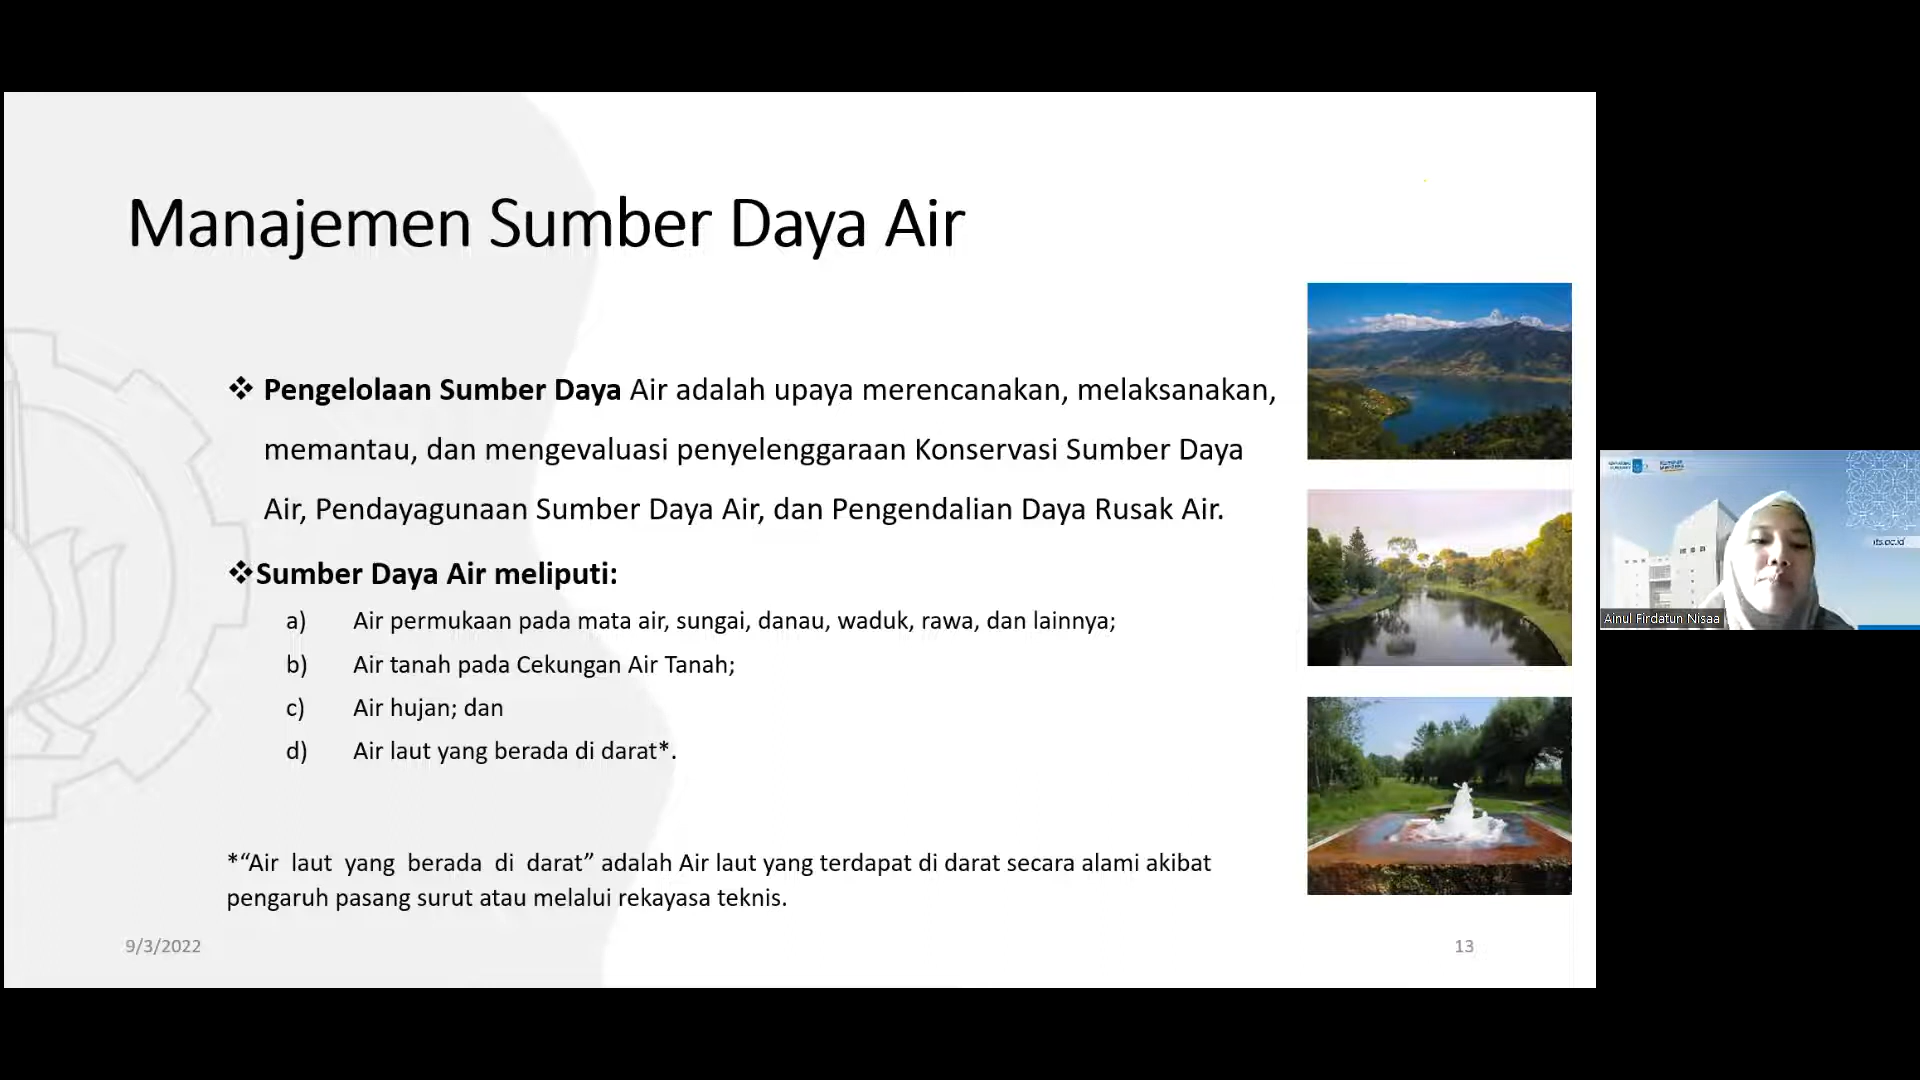 Manajemen Sumber Daya Air
❖ Pengelolaan Sumber Daya Air adalah upaya merencanakan, melaksanakan,
memantau, dan mengevaluasi penyelenggaraan Konservasi Sumber Daya
Air, Pendayagunaan Sumber Daya Air, dan Pengendalian Daya Rusak Air.
❖Sumber Daya Air meliputi:
a) Air permukaan pada mata air, sungai, danau, waduk, rawa, dan lainnya;
b) Air tanah pada Cekungan Air Tanah;
c) Air hujan; dan
d) Air laut yang berada di darat*.
*“Air laut yang berada di darat” adalah Air laut yang terdapat di darat secara alami akibat
pengaruh pasang surut atau melalui rekayasa teknis.
9/3/2022
13
its.ac.id
Ainul Firdatun Nisaa